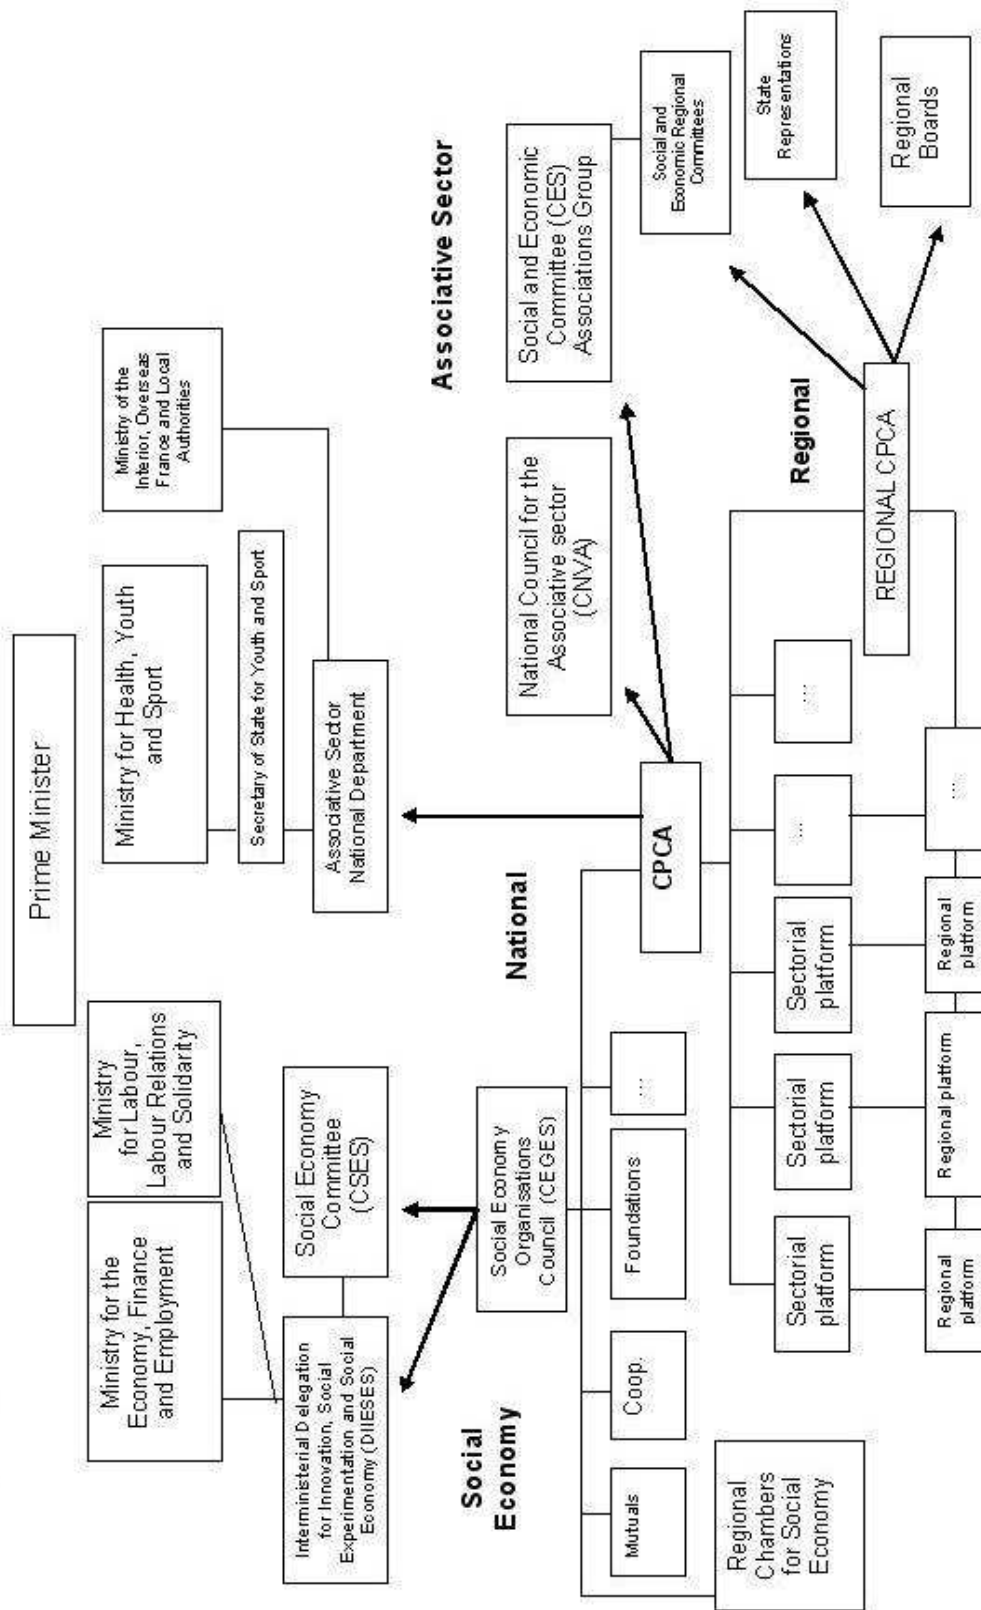 Prime Minister
Ministry for the
Economy, Finance
and Employment
Ministry
for Labour,
Labour Relations
and Solidarity
Ministry for Health, Youth
and Sport
Ministry of the
Interior, Overseas
France and Local
Authorities
Secretary of State for Youth and Sport
Interministerial Delegation
for Innovation, Social
Experimentation and Social
Economy (DIIESES)
Social Economy
Committee
(CSES)
Associative Sector
National Department
Social
Economy
National
Associative Sector
Social Economy
Organisations
Council (CEGES)
National Council for the
Associative sector
(CNVA)
Social and Economic
Committee (CES)
Associations Group
Mutuals
Coop.
Foundations
...
CPCA
Social and
Economic Regional
Committees
Regional
Chambers
for Social
Economy
State
Representations
Regional
Sectorial
platform
Sectorial
platform
Sectorial
platform
...
...
REGIONAL CPCA
Regional
Boards
Regional
platform
Regional platform
Regional
platform
...